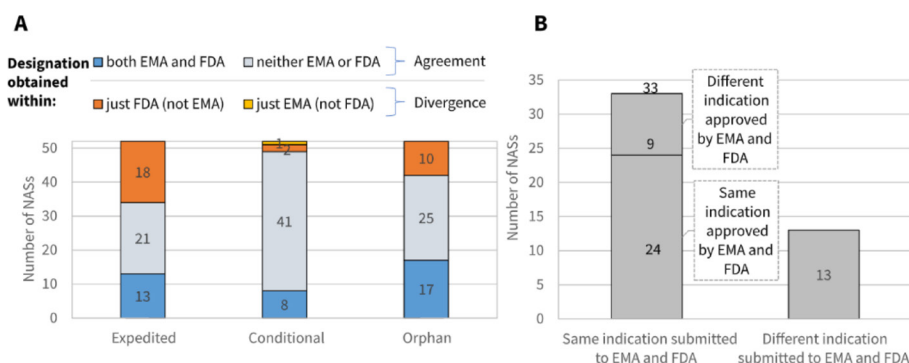 A
Designation
obtained
within:
both EMA and FDA
neither EMA or FDA
Agreement
just FDA (not EMA)
just EMA (not FDA)
Divergence
Number of NASs
50
40
30
20
10
0
18
21
13
1
2
41
8
10
25
17
Expedited
Conditional
Orphan
B
Number of NASs
35
30
25
20
15
10
5
0
33
9
24
13
Different
indication
approved
by EMA and
FDA
Same
indication
approved
by EMA and
FDA
Same indication submitted
to EMA and FDA
Different indication
submitted to EMA and FDA